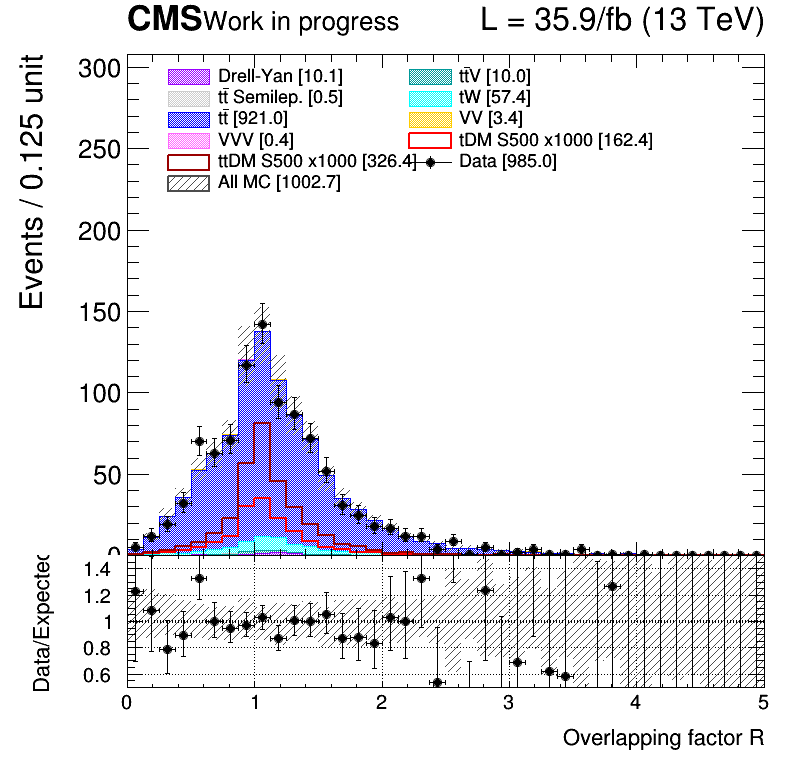 CMS Work in progress L = 35.9/fb (13 TeV)
Events / 0.125 unit
300
250
200
150
100
50
0
Drell-Yan [10.1] tt̄V [10.0]
tt̄ Semilep. [0.5] tW [57.4]
tt̄ [921.0] VV [3.4]
VVV [0.4] tDM S500 x1000 [162.4]
ttDM S500 x1000 [326.4] Data [985.0]
All MC [1002.7]
Data/Expected
1.4
1.2
1
0.8
0.6
0 1 2 3 4 5
Overlapping factor R